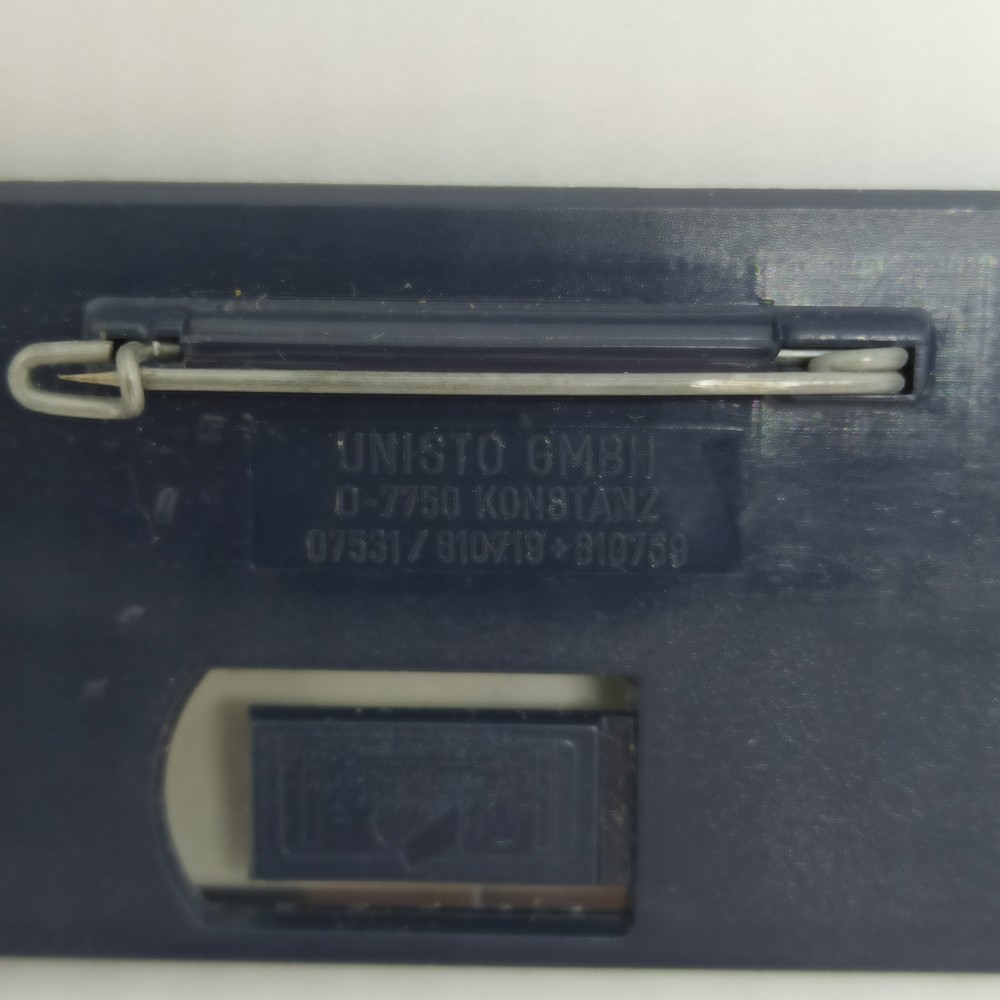 UNISTO GMBH
D-7750 KONSTANZ
07531/810719+810769